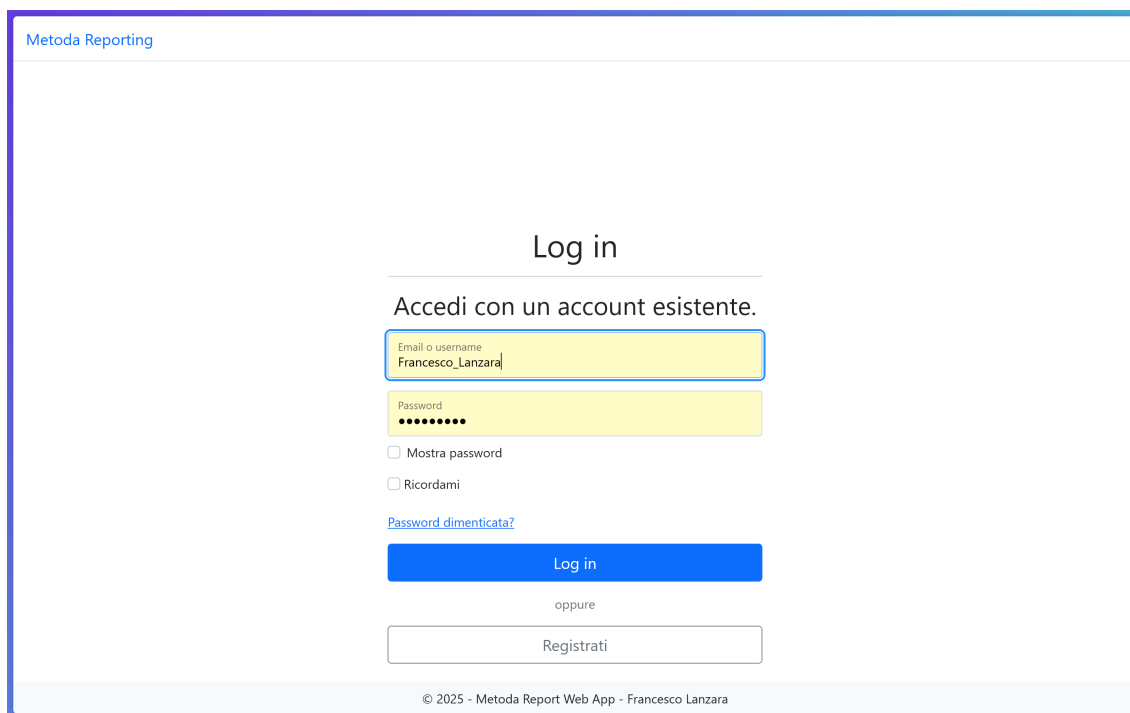 Metoda Reporting
Log in
Accedi con un account esistente.
Email o username
Francesco_Lanzara
Password
●●●●●●●●●
Mostra password
Ricordami
Password dimenticata?
Log in
oppure
Registrati
© 2025 - Metoda Report Web App - Francesco Lanzara